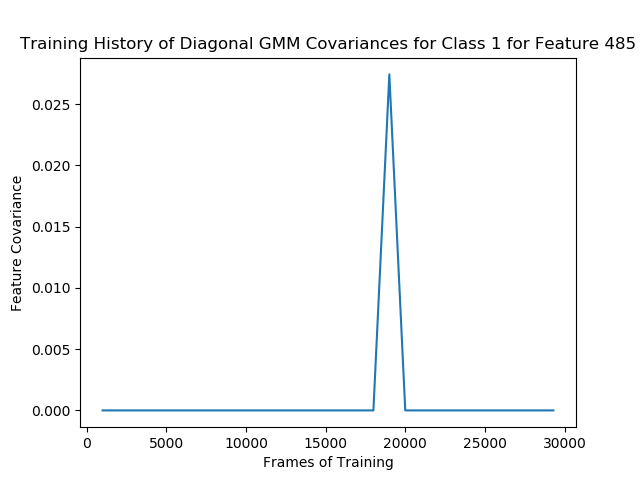 Training History of Diagonal GMM Covariances for Class 1 for Feature 485
Feature Covariance
0.025
0.020
0.015
0.010
0.005
0.000
0 5000 10000 15000 20000 25000 30000
Frames of Training